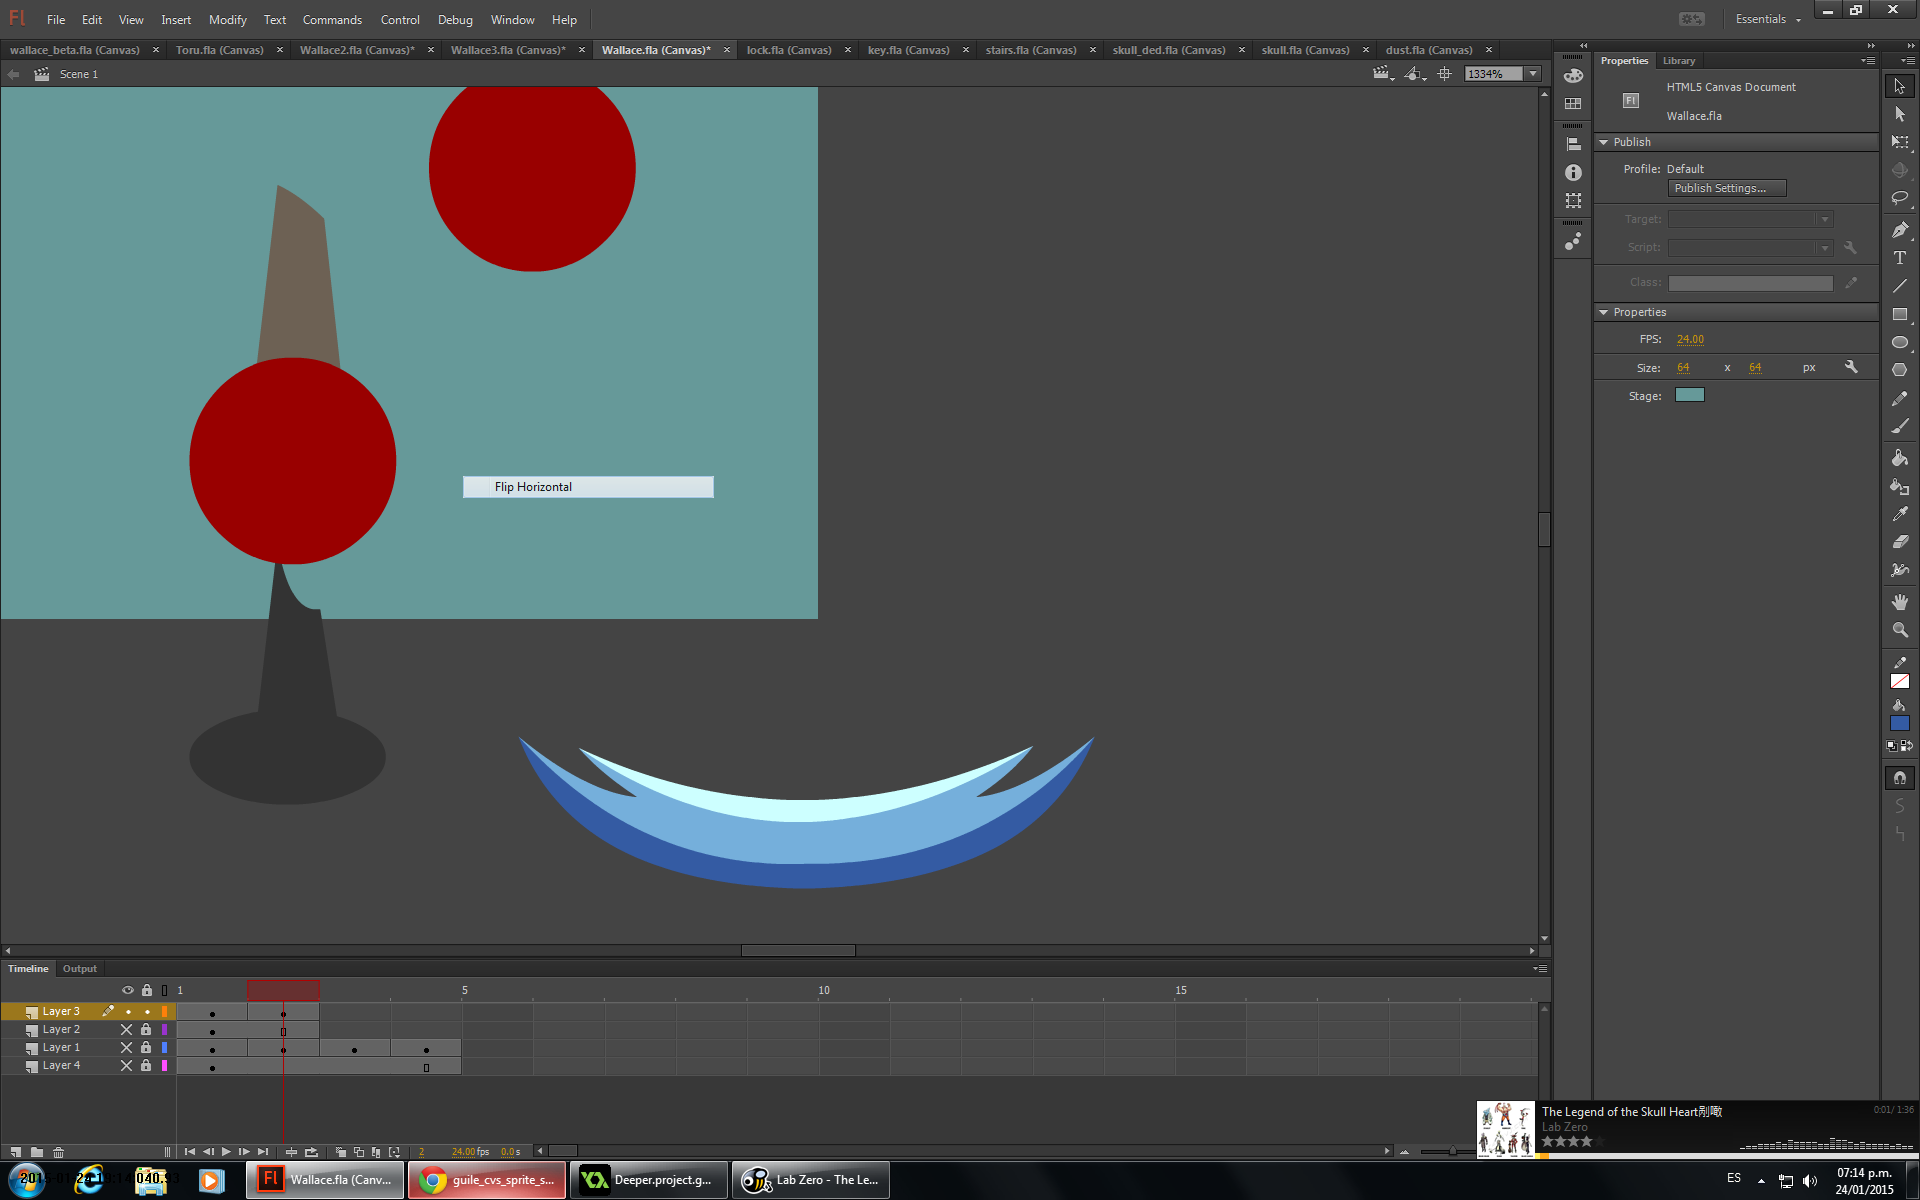 Fl File Edit View Insert Modify Text Commands Control Debug Window Help Essentials
wallace_beta.fla (Canvas) Toru.fla (Canvas) Wallace2.fla (Canvas)* Wallace3.fla (Canvas)* Wallace.fla (Canvas)* lock.fla (Canvas) key.fla (Canvas) stairs.fla (Canvas) skull_ded.fla (Canvas) skull.fla (Canvas) dust.fla (Canvas)
Scene 1 1334%
Properties Library
HTML5 Canvas Document
Fl
Wallace.fla
Publish
Profile: Default
Publish Settings...
Target:
Script:
Class:
Properties
FPS: 24.00
Size: 64 x 64 px
Stage:
Flip Horizontal
Timeline Output
1 5 10 15
Layer 3
Layer 2
Layer 1
Layer 4
2 24.00 fps 0.0 s
The Legend of the Skull Heart 0:01/ 1:36
Lab Zero
Wallace.fla (Canv...
guile_cvs_sprite_s...
Deeper.project.g...
Lab Zero - The Le...
ES
07:14 p.m.
24/01/2015